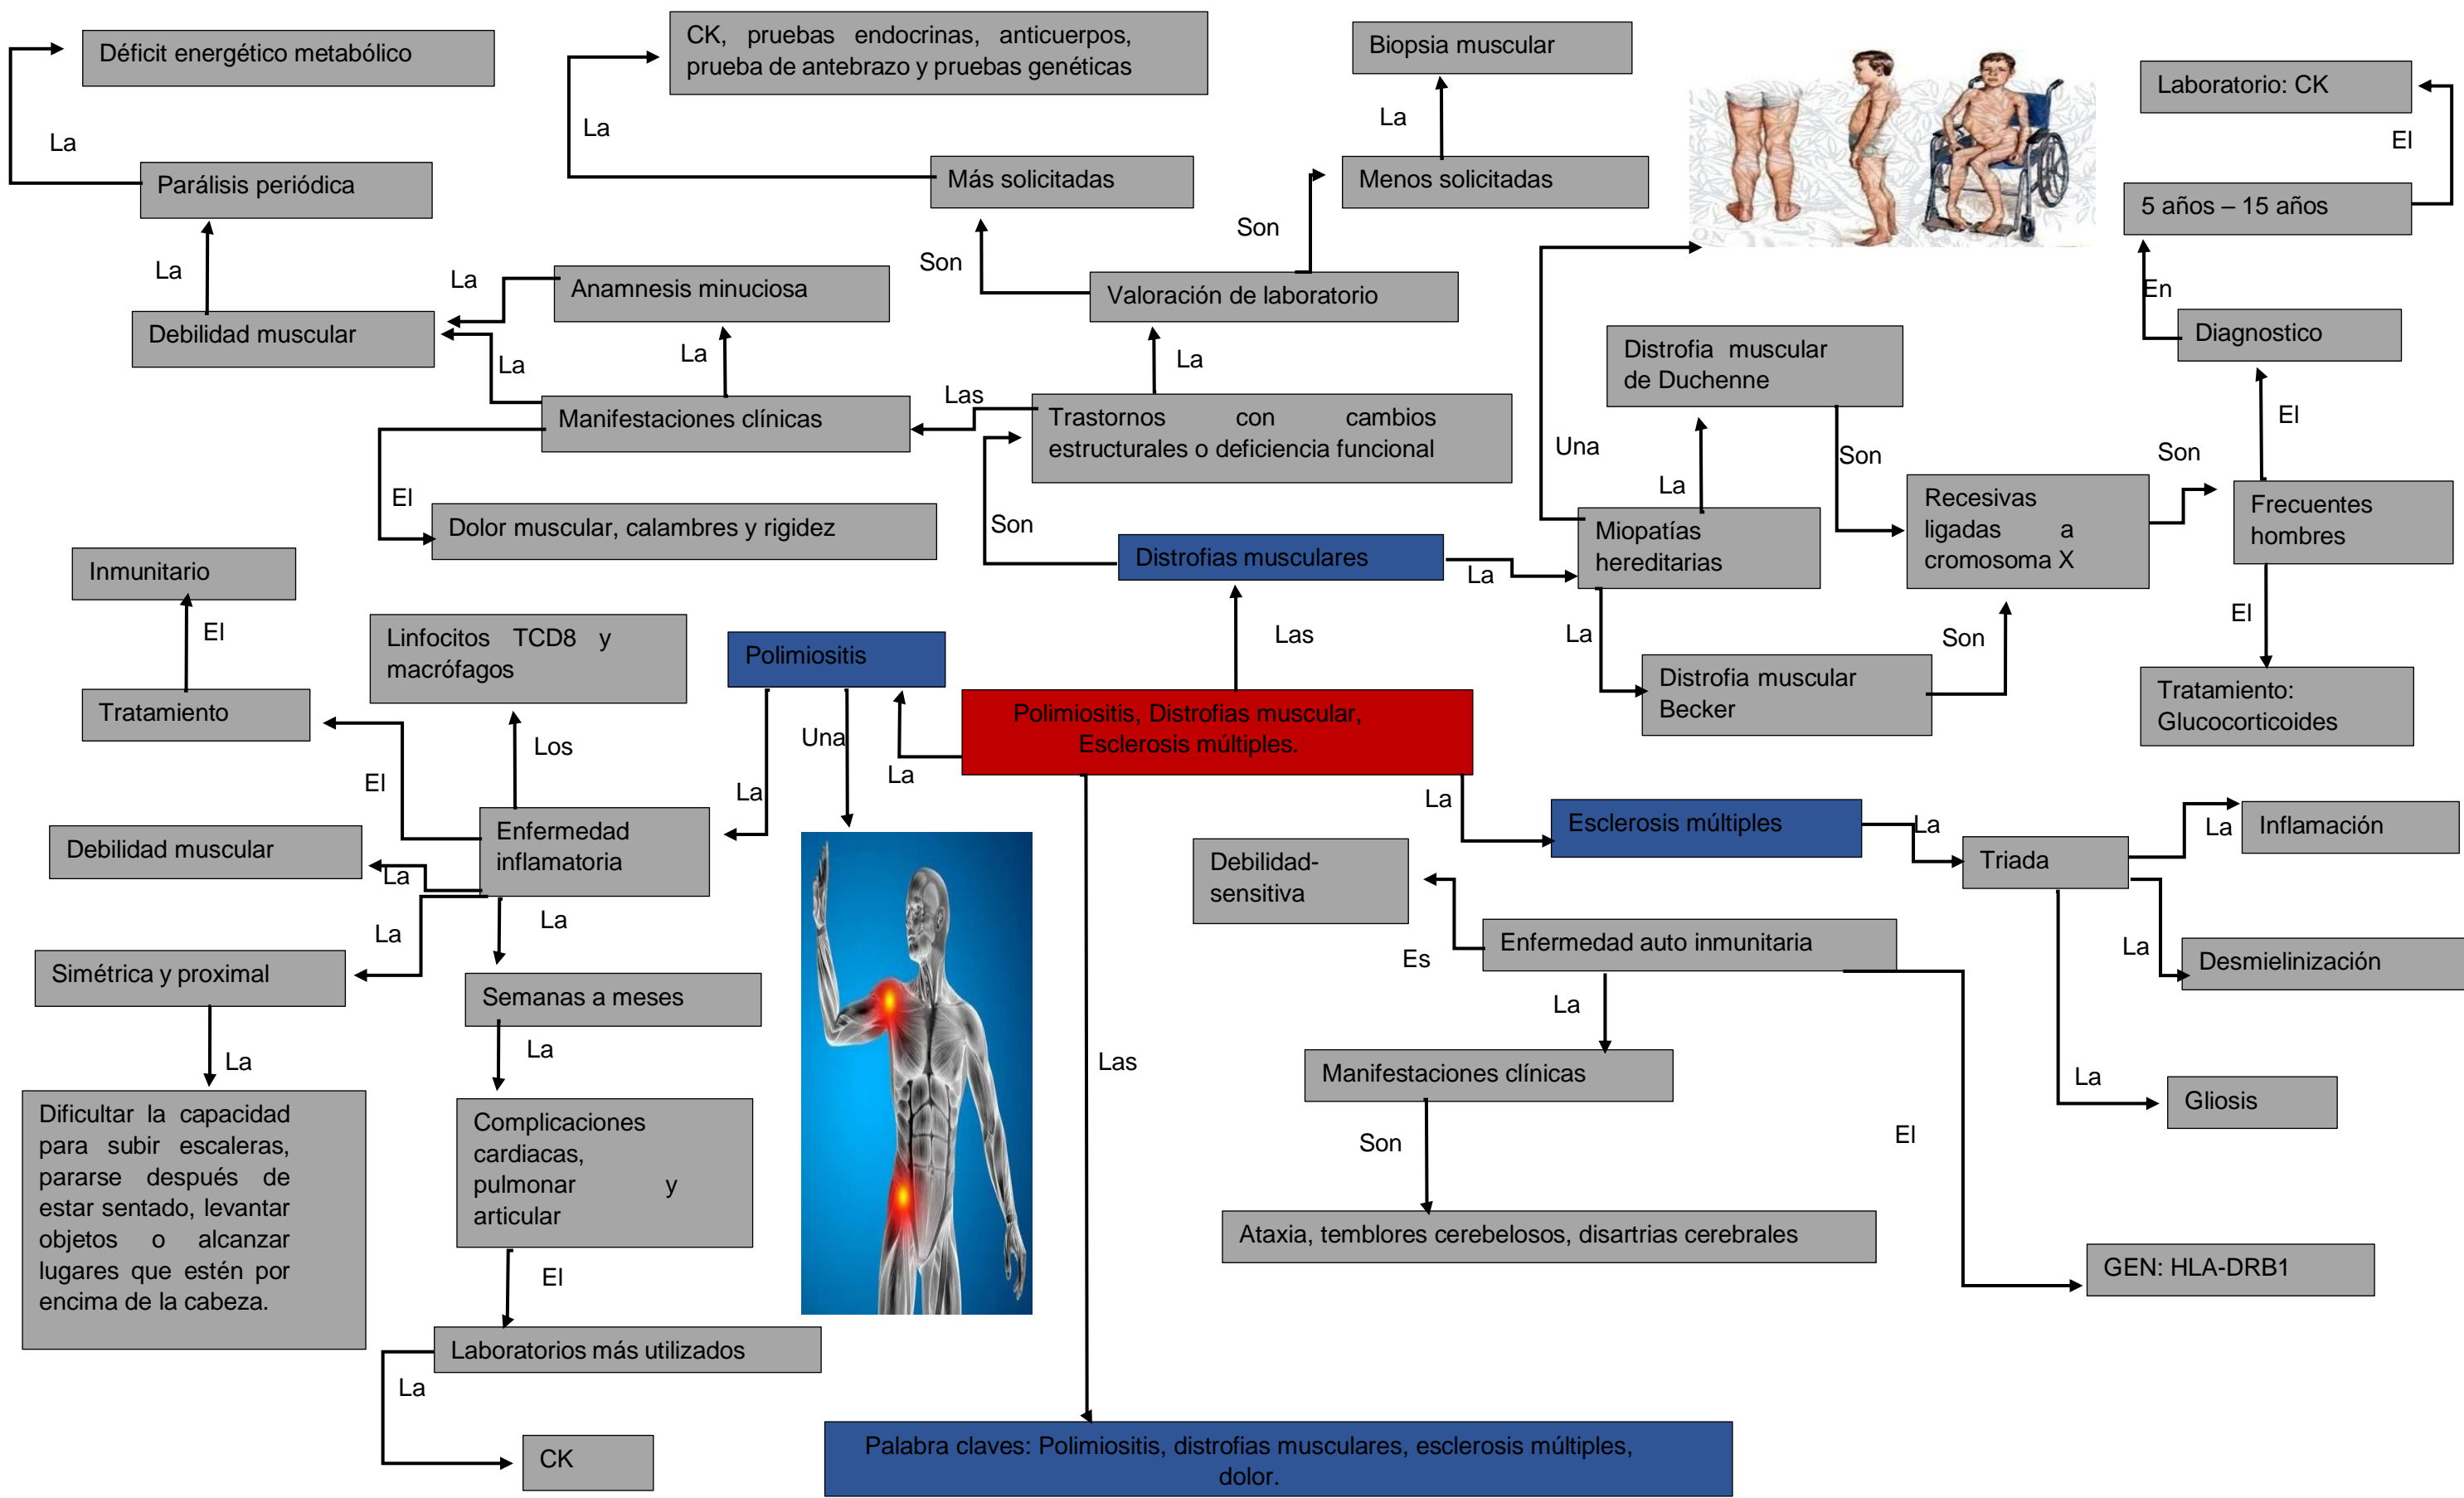 Déficit energético metabólico
CK, pruebas endocrinas, anticuerpos,
prueba de antebrazo y pruebas genéticas
Biopsia muscular
Laboratorio: CK
La
La
La
El
Parálisis periódica
Más solicitadas
Menos solicitadas
5 años – 15 años
La
La
Son
Son
En
Anamnesis minuciosa
Valoración de laboratorio
Debilidad muscular
Diagnostico
La
La
La
Distrofia muscular
de Duchenne
Manifestaciones clínicas
Las
Trastornos con cambios
estructurales o deficiencia funcional
El
Una
Son
Son
El
La
Son
Dolor muscular, calambres y rigidez
Recesivas
ligadas a
cromosoma X
Frecuentes
hombres
Miopatías
hereditarias
Distrofias musculares
La
Inmunitario
El
Linfocitos TCD8 y
macrófagos
Polimiositis
Las
La
Son
El
Distrofia muscular
Becker
Tratamiento:
Glucocorticoides
Tratamiento
Los
Una
La
Polimiositis, Distrofias muscular,
Esclerosis múltiples.
El
La
La
Enfermedad
inflamatoria
Esclerosis múltiples
La
La
Inflamación
Debilidad muscular
La
Debilidad-
sensitiva
Triada
La
La
Es
Enfermedad auto inmunitaria
La
Desmielinización
Simétrica y proximal
Semanas a meses
La
La
La
Las
Manifestaciones clínicas
La
Gliosis
Dificultar la capacidad
para subir escaleras,
pararse después de
estar sentado, levantar
objetos o alcanzar
lugares que estén por
encima de la cabeza.
Complicaciones
cardiacas,
pulmonar y
articular
Son
El
Ataxia, temblores cerebelosos, disartrias cerebrales
El
GEN: HLA-DRB1
Laboratorios más utilizados
La
CK
Palabra claves: Polimiositis, distrofias musculares, esclerosis múltiples,
dolor.